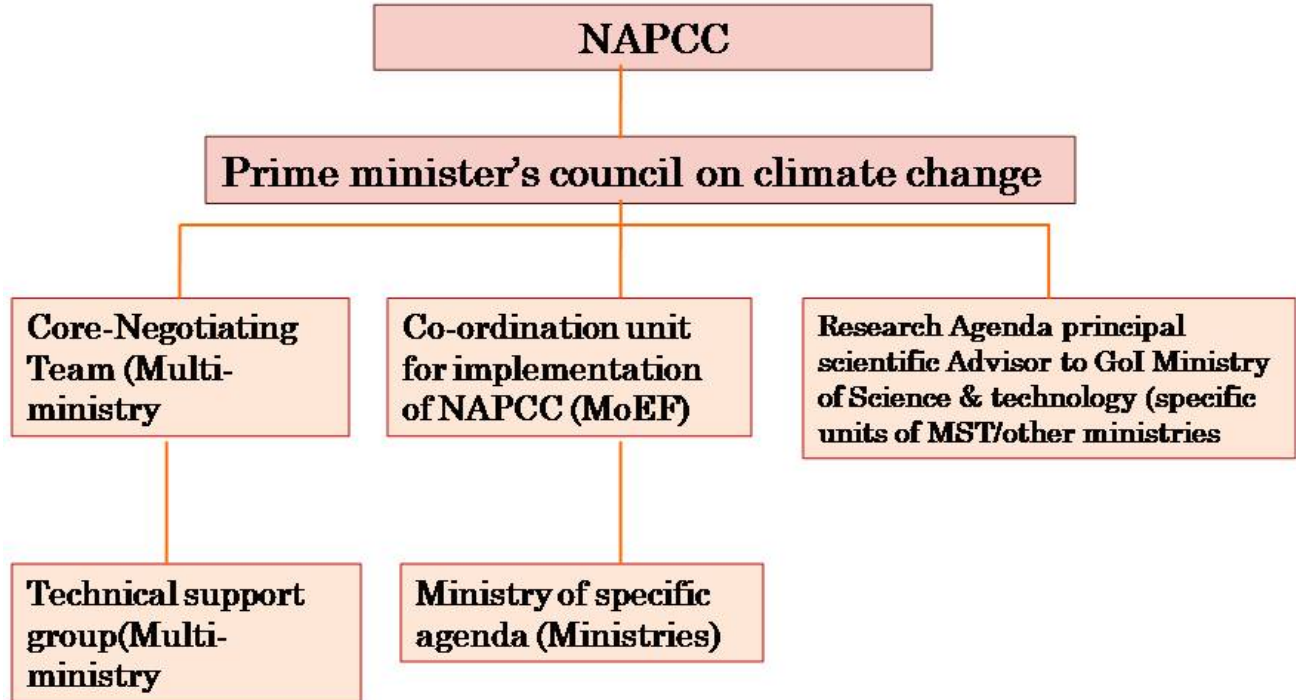 NAPCC
Prime minister's council on climate change
Core-Negotiating
Team (Multi-
ministry
Co-ordination unit
for implementation
of NAPCC (MoEF)
Research Agenda principal
scientific Advisor to GoI Ministry
of Science & technology (specific
units of MST/other ministries
Technical support
group(Multi-
ministry
Ministry of specific
agenda (Ministries)